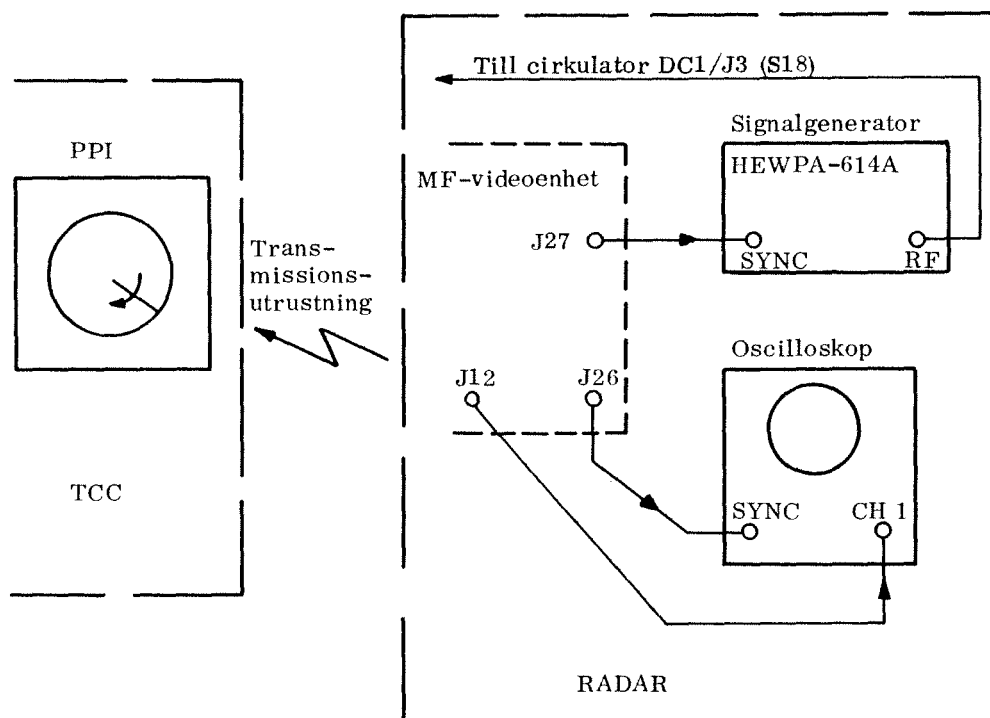 Till cirkulator DC1/J3 (S18)
Signalgenerator
HEWPA-614A
SYNC
RF
PPI
MF-videoenhet
J27
Trans-
missions-
utrustning
J12
J26
Oscilloskop
SYNC
CH 1
TCC
RADAR